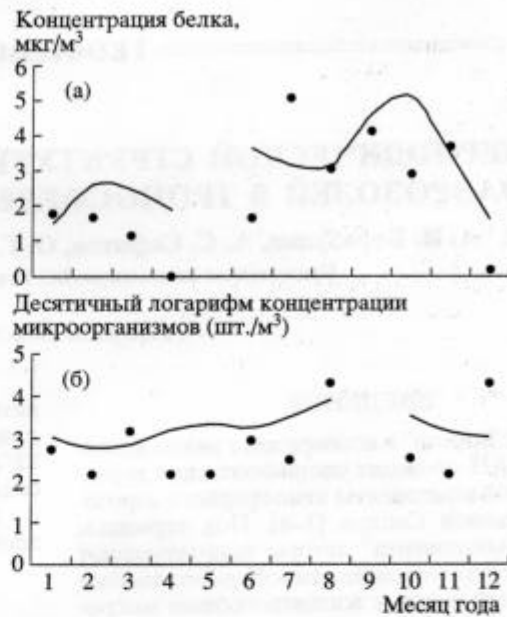 Концентрация белка,
мкг/м³
6
(а)
5
4
3
2
1
0
Десятичный логарифм концентрации
микроорганизмов (шт./м³)
5
(б)
4
3
2
1
0
1 2 3 4 5 6 7 8 9 10 11 12
Месяц года